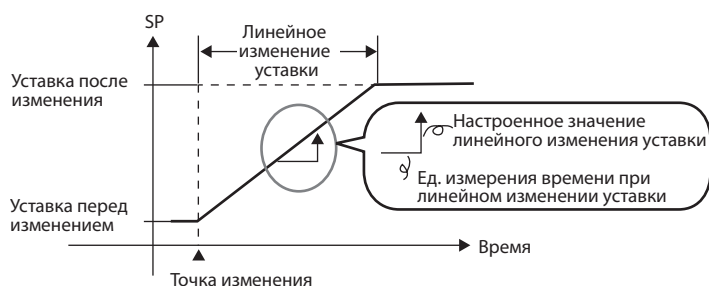 SP
Линейное
изменение
уставки
Уставка после
изменения
Настроенное значение
линейного изменения уставки
Ед. измерения времени при
линейном изменении уставки
Уставка перед
изменением
Время
Точка изменения